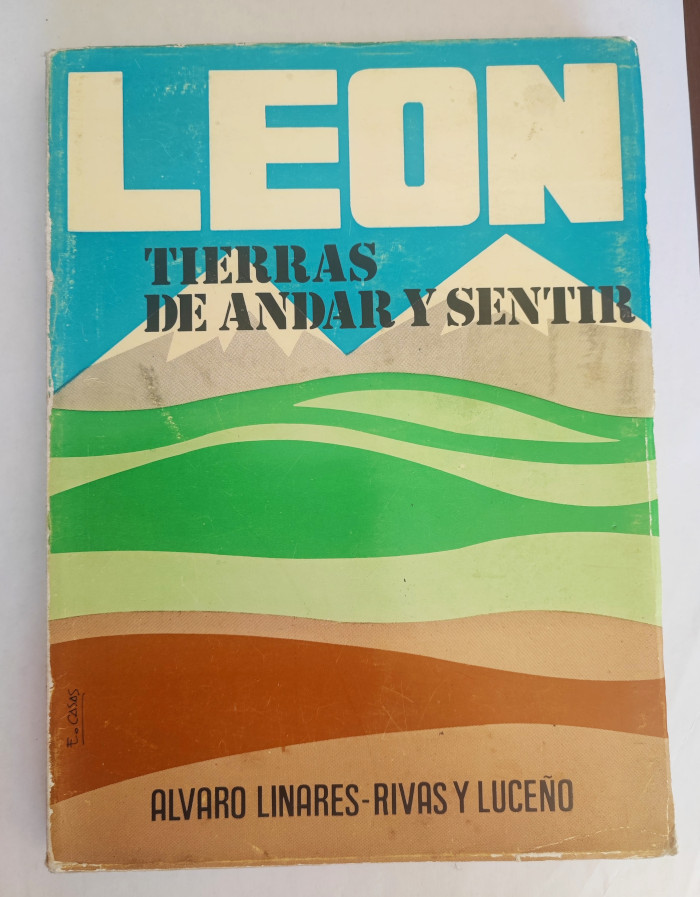 LEON
TIERRAS
DE ANDAR Y SENTIR
E. CASAS
ALVARO LINARES-RIVAS Y LUCEÑO